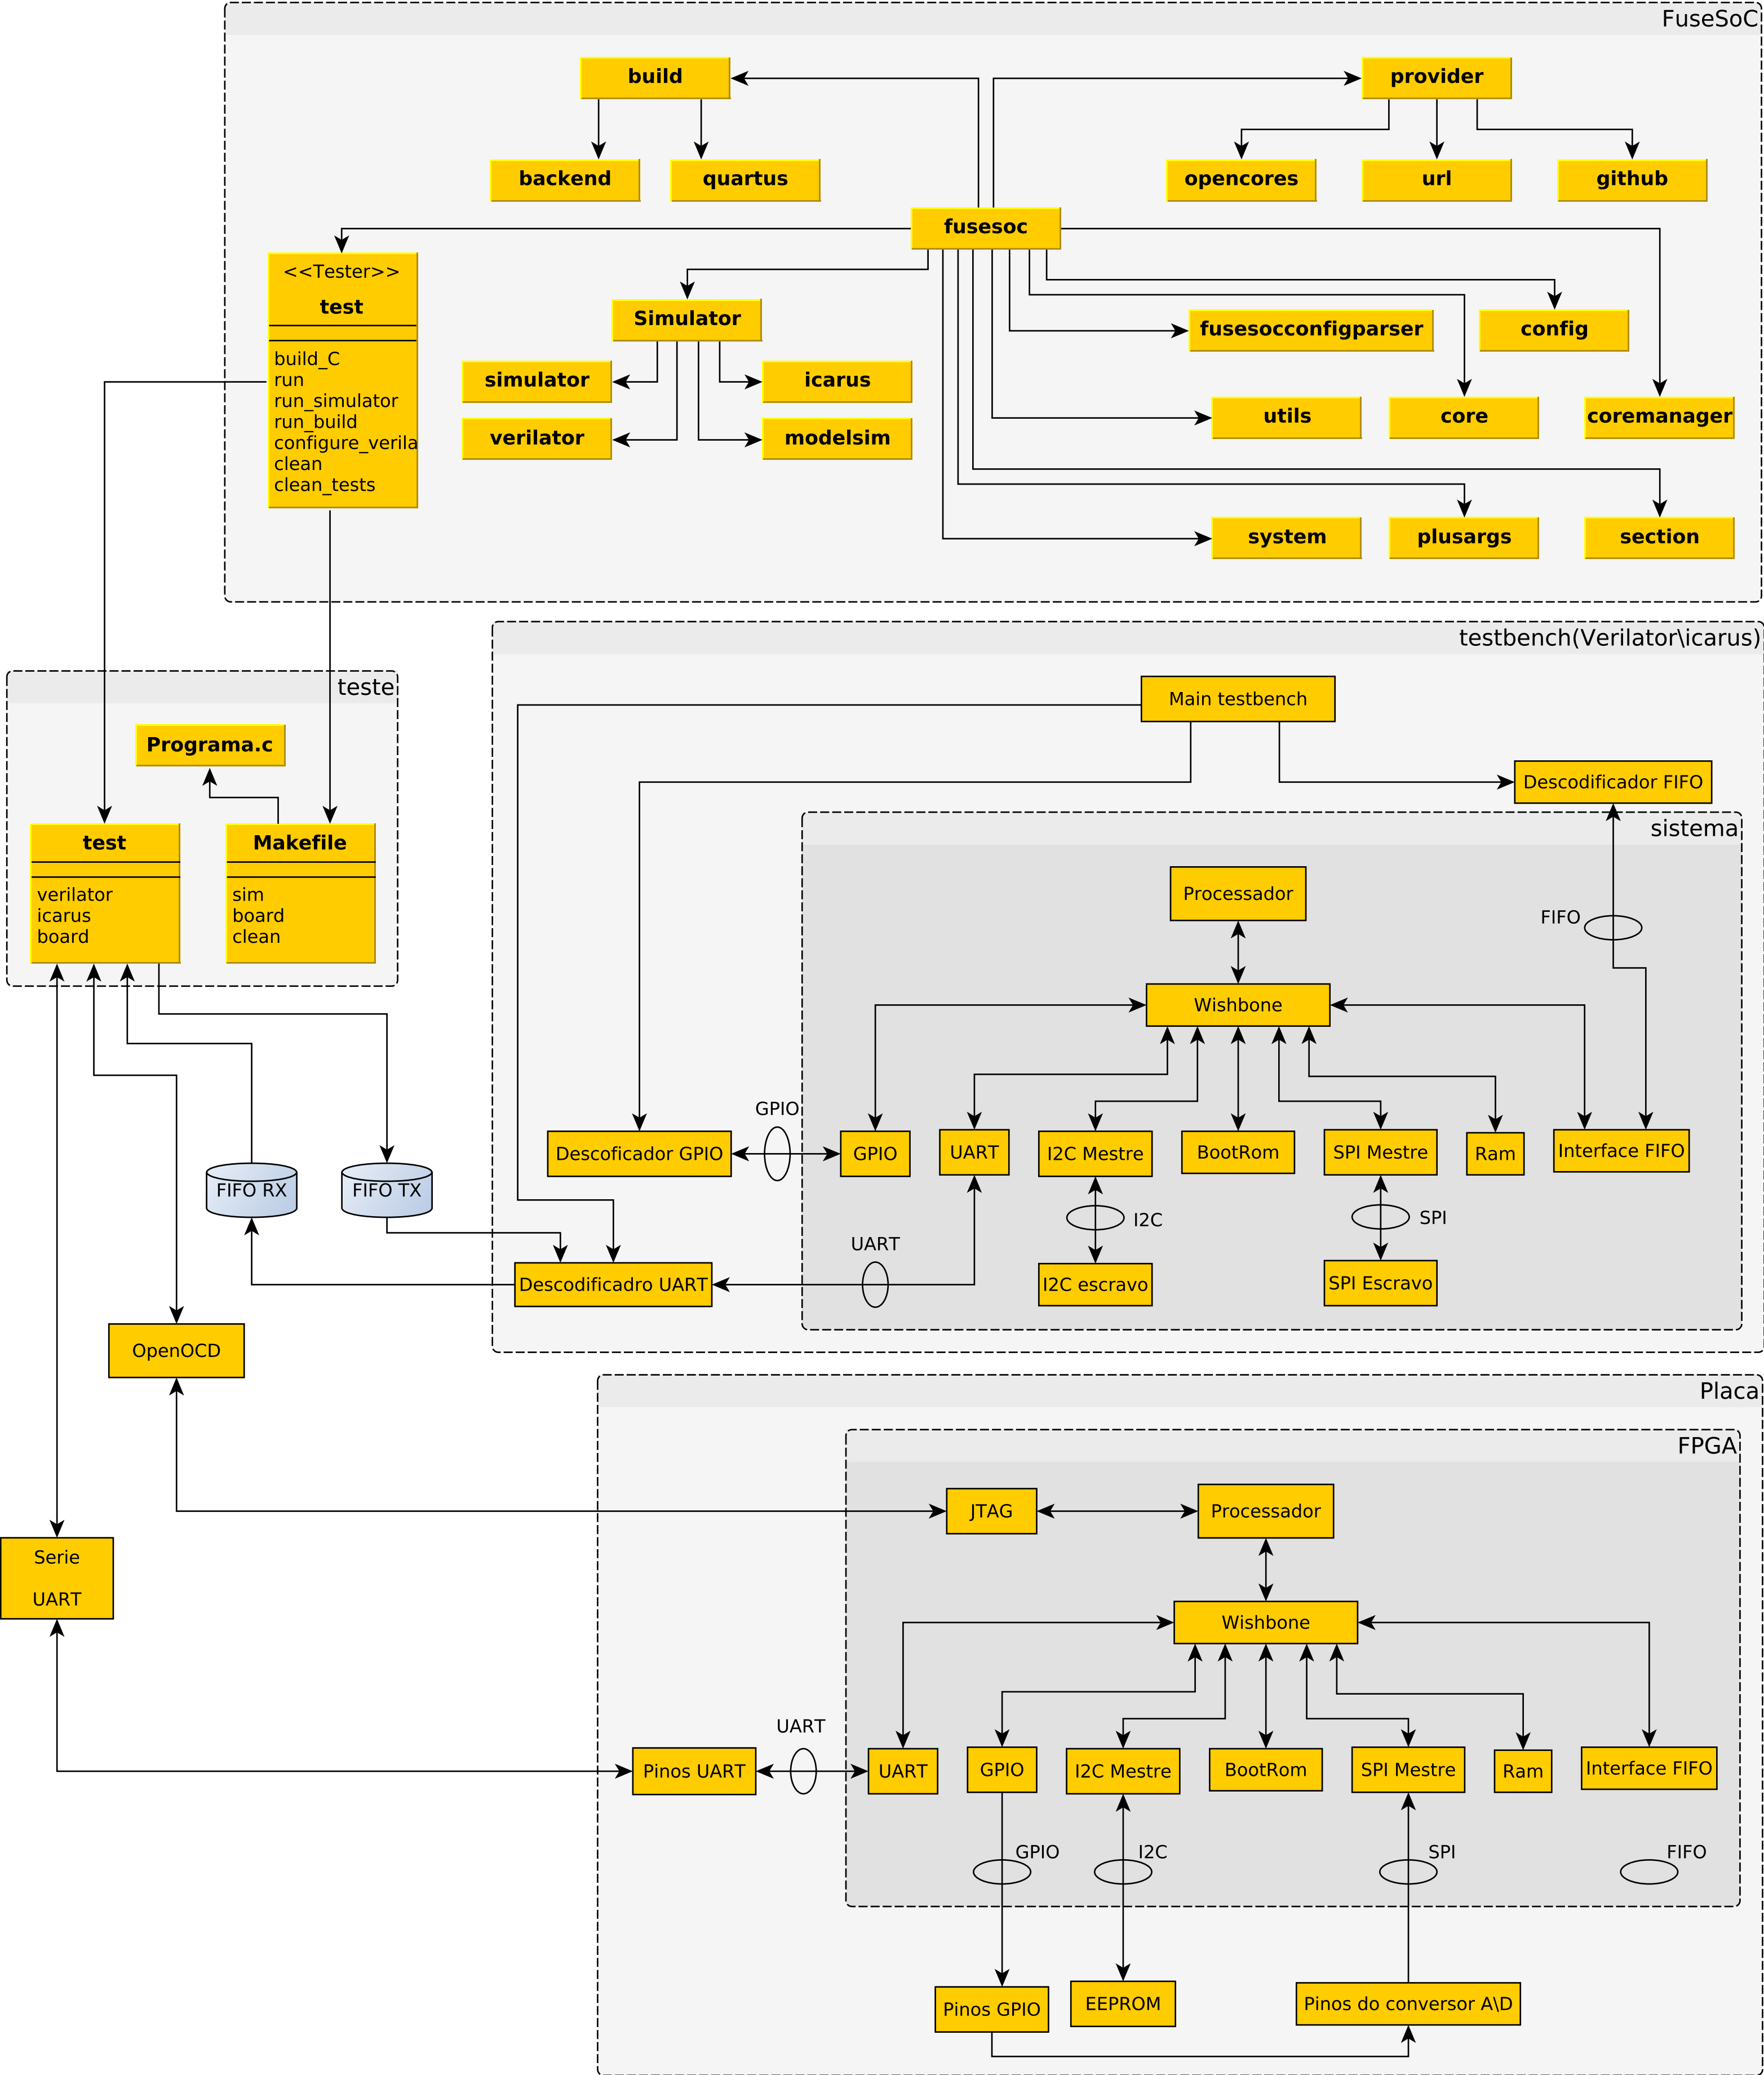 FuseSoC
build
provider
backend
quartus
opencores
url
github
fusesoc
<<Tester>>
test
build_C
run
run_simulator
run_build
configure_verila
clean
clean_tests
Simulator
simulator
icarus
verilator
modelsim
fusesocconfigparser
config
utils
core
coremanager
system
plusargs
section
testbench(Verilator\icarus)
teste
Main testbench
Programa.c
Descodificador FIFO
test
verilator
icarus
board
Makefile
sim
board
clean
sistema
Processador
FIFO
Wishbone
GPIO
Descoficador GPIO
GPIO
UART
I2C Mestre
BootRom
SPI Mestre
Ram
Interface FIFO
FIFO RX
FIFO TX
I2C
SPI
UART
Descodificadro UART
I2C escravo
SPI Escravo
OpenOCD
Placa
FPGA
JTAG
Processador
Serie
UART
Wishbone
UART
Pinos UART
UART
GPIO
I2C Mestre
BootRom
SPI Mestre
Ram
Interface FIFO
GPIO
I2C
SPI
FIFO
Pinos GPIO
EEPROM
Pinos do conversor A\D